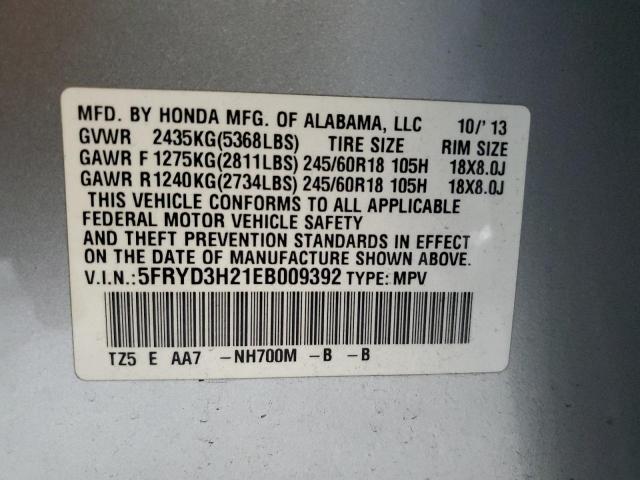 MFD. BY HONDA MFG. OF ALABAMA, LLC 10/' 13
GVWR 2435KG(5368LBS) TIRE SIZE RIM SIZE
GAWR F 1275KG(2811LBS) 245/60R18 105H 18X8.0J
GAWR R1240KG(2734LBS) 245/60R18 105H 18X8.0J
THIS VEHICLE CONFORMS TO ALL APPLICABLE
FEDERAL MOTOR VEHICLE SAFETY
AND THEFT PREVENTION STANDARDS IN EFFECT
ON THE DATE OF MANUFACTURE SHOWN ABOVE.
V.I.N.:5FRYD3H21EB009392 TYPE: MPV
TZ5 E AA7 -NH700M -B -B